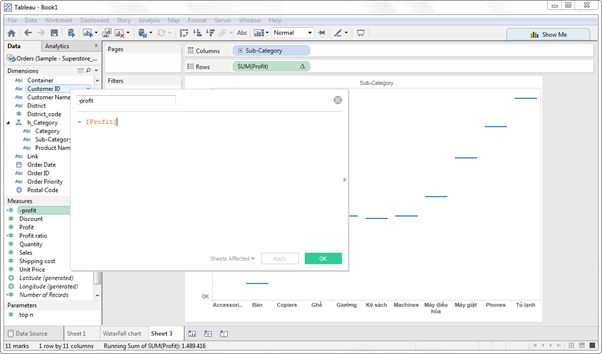 Tableau - Book1
File Data Worksheet Dashboard Story Analysis Map Format Server Window Help
Abc Normal Show Me
Data Analytics
Orders (Sample - Superstore_...
Dimensions
Abc Container
Abc Customer ID
Abc Customer Name
Abc District
District_code
h_Category
Abc Category
Abc Sub-Category
Abc Product Name
Abc Link
Order Date
Abc Order ID
Abc Order Priority
Postal Code
Measures
-profit
Discount
Profit
Profit ratio
Quantity
Sales
Shipping cost
Unit Price
Latitude (generated)
Longitude (generated)
Number of Records
Parameters
top n
Pages
Filters
Columns Sub-Category
Rows SUM(Profit) Δ
Sub-Category
-profit
- [Profit]
Sheets Affected Apply OK
0K
Accessori.. Bàn Copiers Ghế Giường Kệ sách Machines Máy điều hòa Máy giặt Phones Tủ lạnh
Data Source Sheet 1 WaterFall chart Sheet 3
11 marks 1 row by 11 columns Running Sum of SUM(Profit): 1.489.416